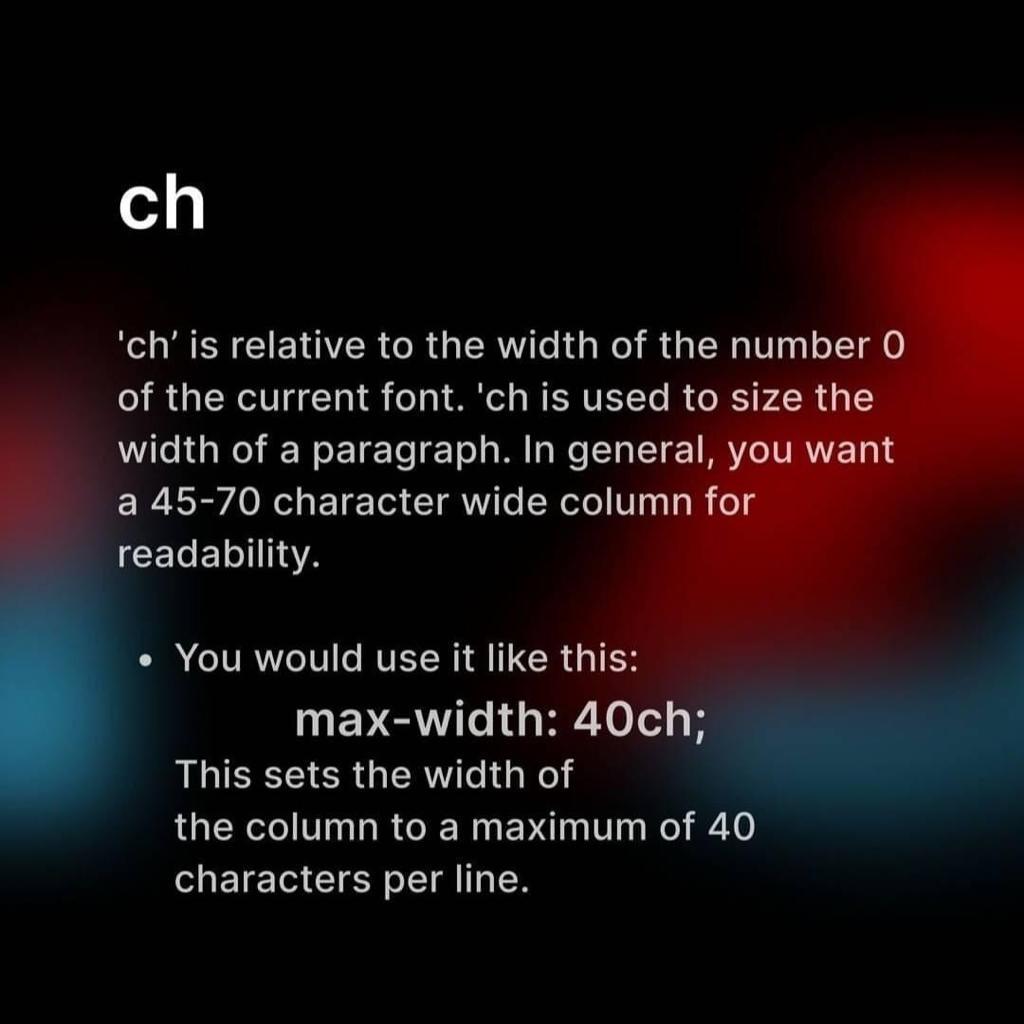 ch
'ch’ is relative to the width of the number 0
of the current font. 'ch is used to size the
width of a paragraph. In general, you want
a 45-70 character wide column for
readability.
• You would use it like this:
max-width: 40ch;
This sets the width of
the column to a maximum of 40
characters per line.